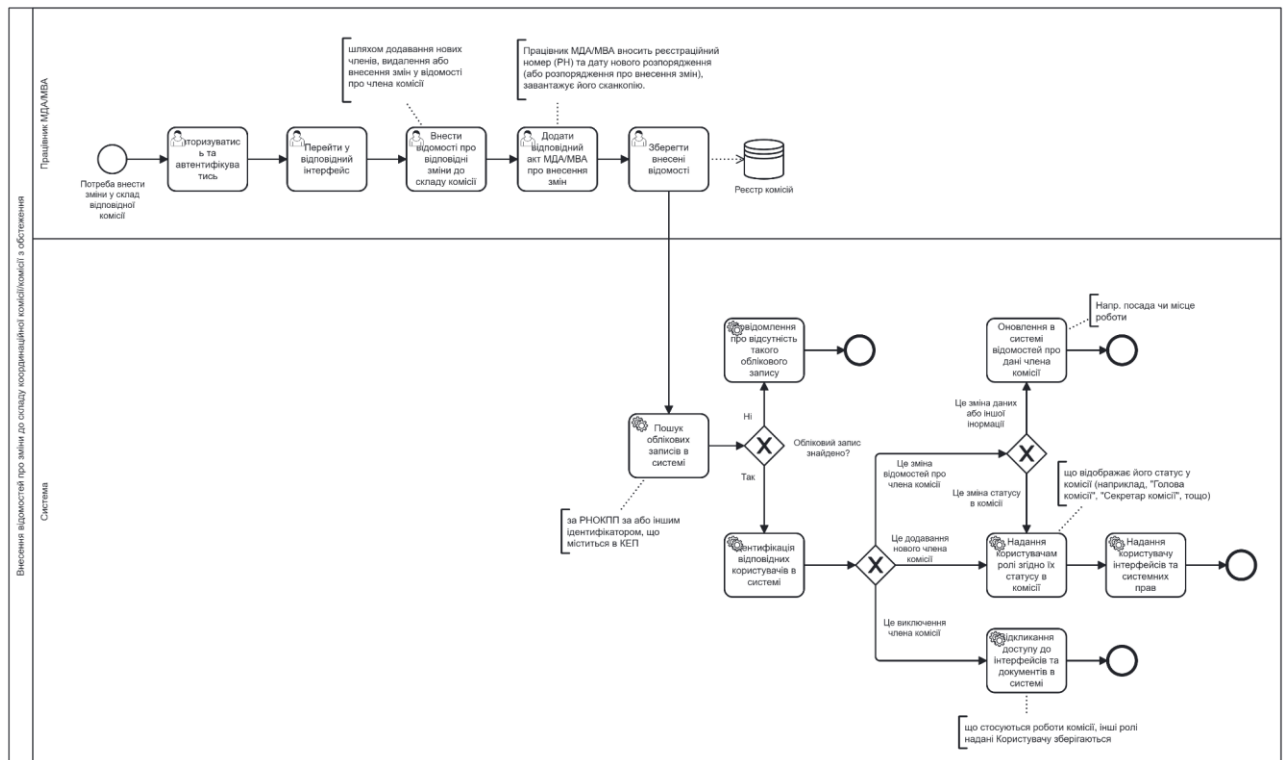 Внесення відомостей про зміни до складу координаційної комісії/комісії з обстеження
Працівник МДА/МВА
шляхом додавання нових
членів, видалення або
внесення змін у відомості
про члена комісії
Працівник МДА/МВА вносить реєстраційний
номер (РН) та дату нового розпорядження
(або розпорядження про внесення змін),
завантажує його сканкопію.
Потреба внести
зміни у склад
відповідної
комісії
вторизуватис
ь та
автентифікува
тись
Перейти у
відповідний
інтерфейс
Внести
відомості про
відповідні
зміни до
складу комісії
Додати
відповідний
акт МДА/МВА
про внесення
змін
Зберегти
внесені
відомості
Реєстр комісій
Система
Пошук
облікових
записів в
системі
за РНОКПП за або іншим
ідентифікатором, що
міститься в КЕП
овідомлення
про відсутність
такого
облікового
запису
Ні
Обліковий запис
знайдено?
Так
дентифікація
відповідних
користувачів в
системі
Це зміна
відомостей про
члена комісії
Це додавання
нового члена
комісії
Це виключення
члена комісії
Напр. посада чи місце
роботи
Оновлення в
системі
відомостей про
дані члена
комісії
Це зміна даних
або іншої
інормації
Це зміна статусу
в комісії
що відображає його статус у
комісії (наприклад, "Голова
комісії", "Секретар комісії", тощо)
Надання
користувачам
ролі згідно їх
статусу в
комісії
Надання
користувачу
інтерфейсів та
системних
прав
ідкликання
доступу до
інтерфейсів та
документів в
системі
що стосуються роботи комісії, інші ролі
надані Користувачу зберігаються